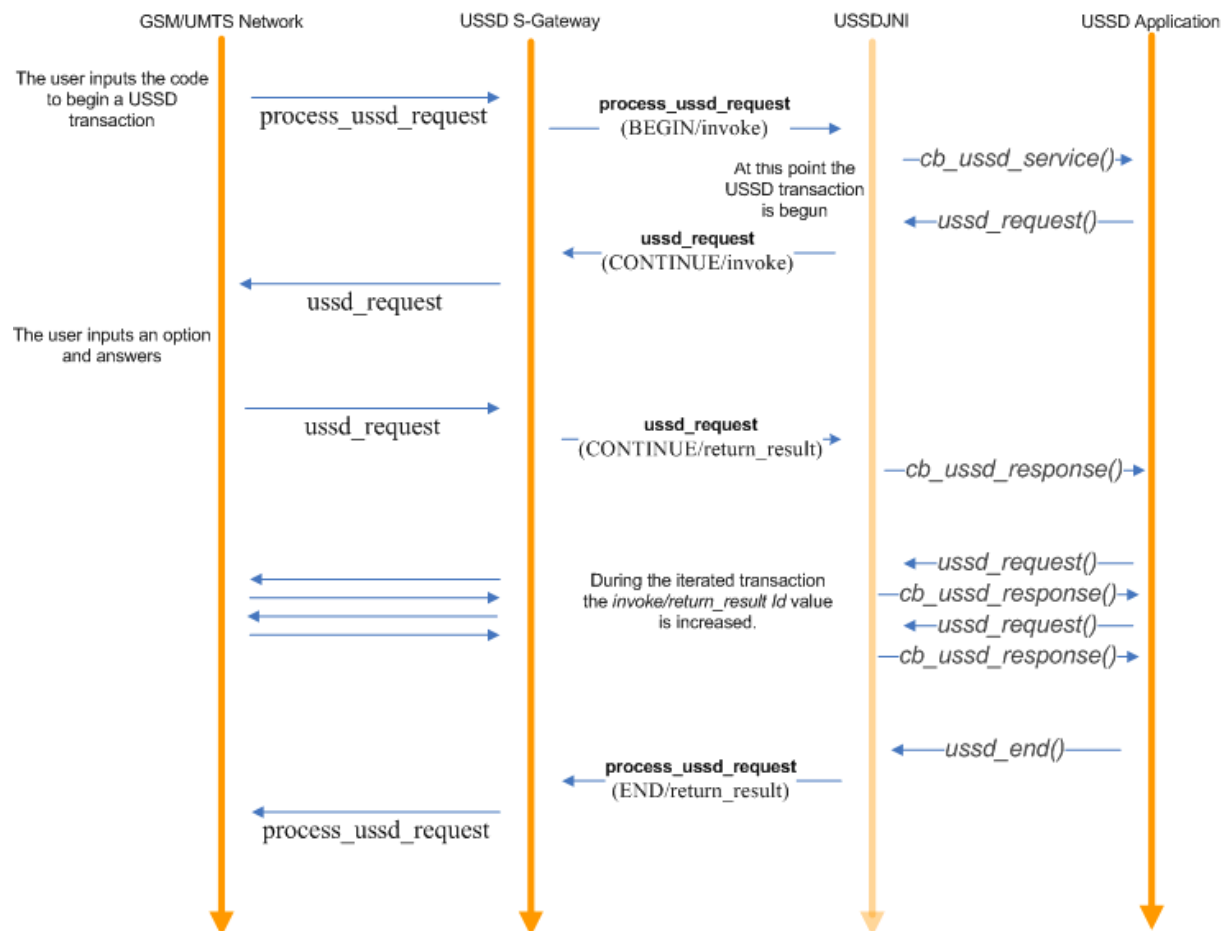 GSM/UMTS Network
USSD S-Gateway
USSDJNI
USSD Application
The user inputs the code
to begin a USSD
transaction
process_ussd_request
process_ussd_request
(BEGIN/invoke)
cb_ussd_service()
At this point the
USSD transaction
is begun
ussd_request()
ussd_request
(CONTINUE/invoke)
ussd_request
The user inputs an option
and answers
ussd_request
ussd_request
(CONTINUE/return_result)
cb_ussd_response()
ussd_request()
During the iterated transaction
the invoke/return_result Id value
is increased.
cb_ussd_response()
ussd_request()
cb_ussd_response()
ussd_end()
process_ussd_request
(END/return_result)
process_ussd_request